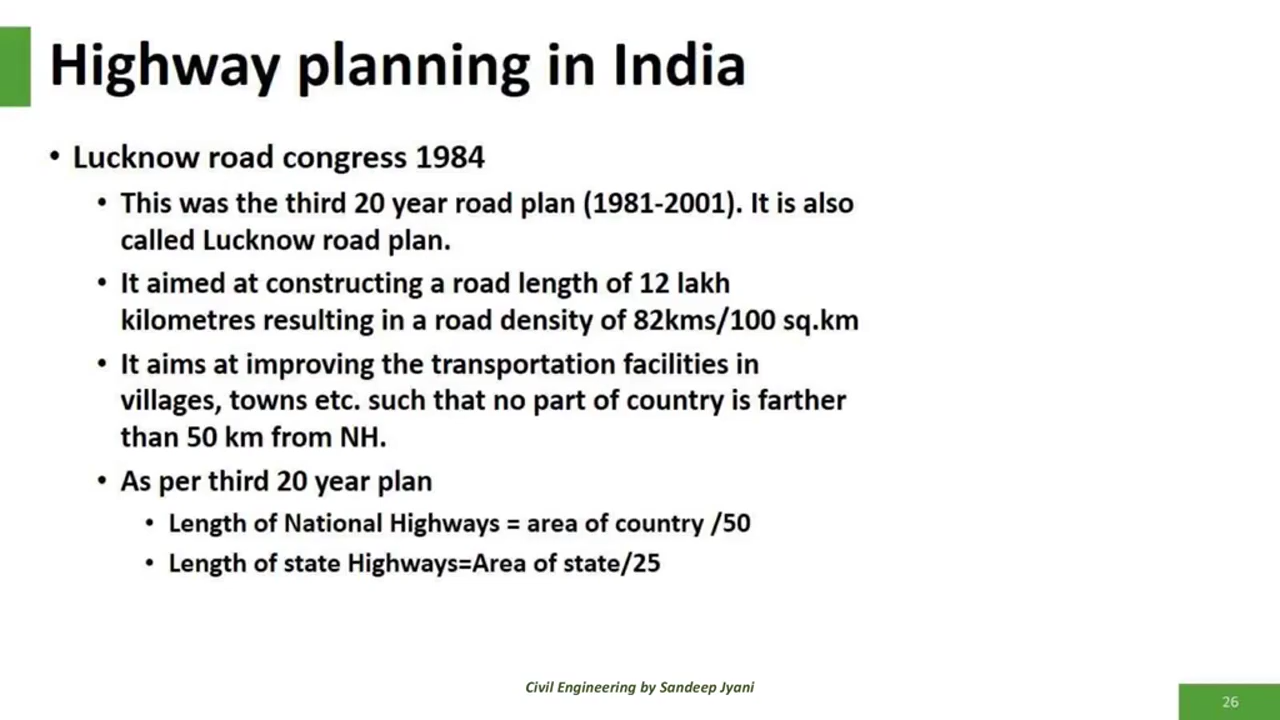 Highway planning in India
• Lucknow road congress 1984
• This was the third 20 year road plan (1981-2001). It is also
called Lucknow road plan.
• It aimed at constructing a road length of 12 lakh
kilometres resulting in a road density of 82kms/100 sq.km
• It aims at improving the transportation facilities in
villages, towns etc. such that no part of country is farther
than 50 km from NH.
• As per third 20 year plan
• Length of National Highways = area of country /50
• Length of state Highways=Area of state/25
Civil Engineering by Sandeep Jyani
26